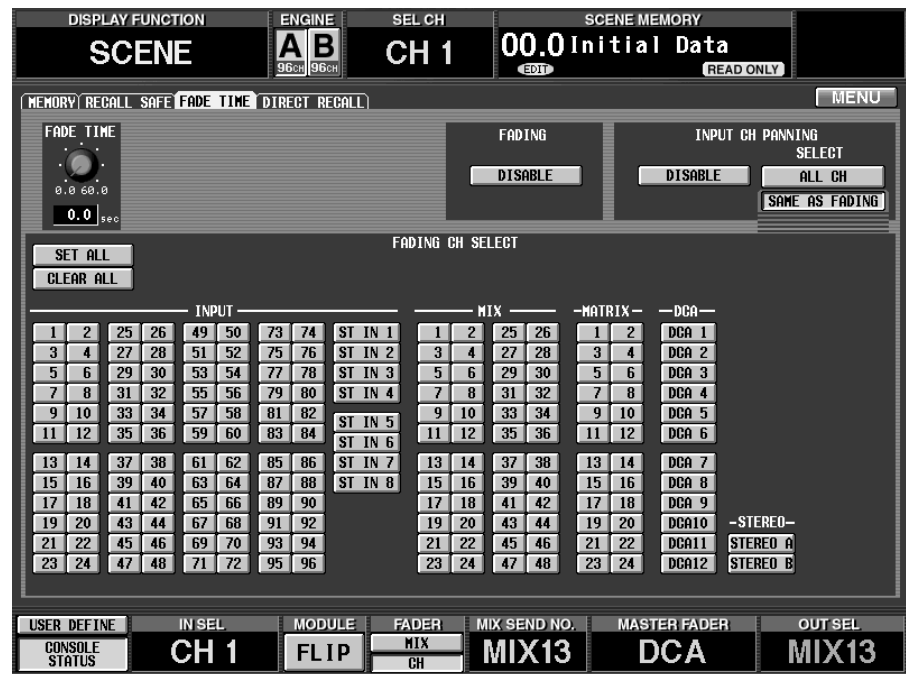 DISPLAY FUNCTION ENGINE SEL CH SCENE MEMORY
SCENE A B CH 1 00.0 Initial Data
96CH 96CH EDIT READ ONLY
MEMORY RECALL SAFE FADE TIME DIRECT RECALL MENU
FADE TIME FADING INPUT CH PANNING
SELECT
DISABLE DISABLE ALL CH
0.0 60.0
SAME AS FADING
0.0 sec
FADING CH SELECT
SET ALL
CLEAR ALL
INPUT MIX MATRIX DCA
1 2 25 26 49 50 73 74 ST IN 1 1 2 25 26 1 2 DCA 1
3 4 27 28 51 52 75 76 ST IN 2 3 4 27 28 3 4 DCA 2
5 6 29 30 53 54 77 78 ST IN 3 5 6 29 30 5 6 DCA 3
7 8 31 32 55 56 79 80 ST IN 4 7 8 31 32 7 8 DCA 4
9 10 33 34 57 58 81 82 ST IN 5 9 10 33 34 9 10 DCA 5
11 12 35 36 59 60 83 84 ST IN 6 11 12 35 36 11 12 DCA 6
13 14 37 38 61 62 85 86 ST IN 7 13 14 37 38 13 14 DCA 7
15 16 39 40 63 64 87 88 ST IN 8 15 16 39 40 15 16 DCA 8
17 18 41 42 65 66 89 90 17 18 41 42 17 18 DCA 9
19 20 43 44 67 68 91 92 19 20 43 44 19 20 DCA10 -STEREO-
21 22 45 46 69 70 93 94 21 22 45 46 21 22 DCA11 STEREO A
23 24 47 48 71 72 95 96 23 24 47 48 23 24 DCA12 STEREO B
USER DEFINE IN SEL MODULE FADER MIX SEND NO. MASTER FADER OUT SEL
CONSOLE STATUS CH 1 FLIP MIX CH MIX13 DCA MIX13